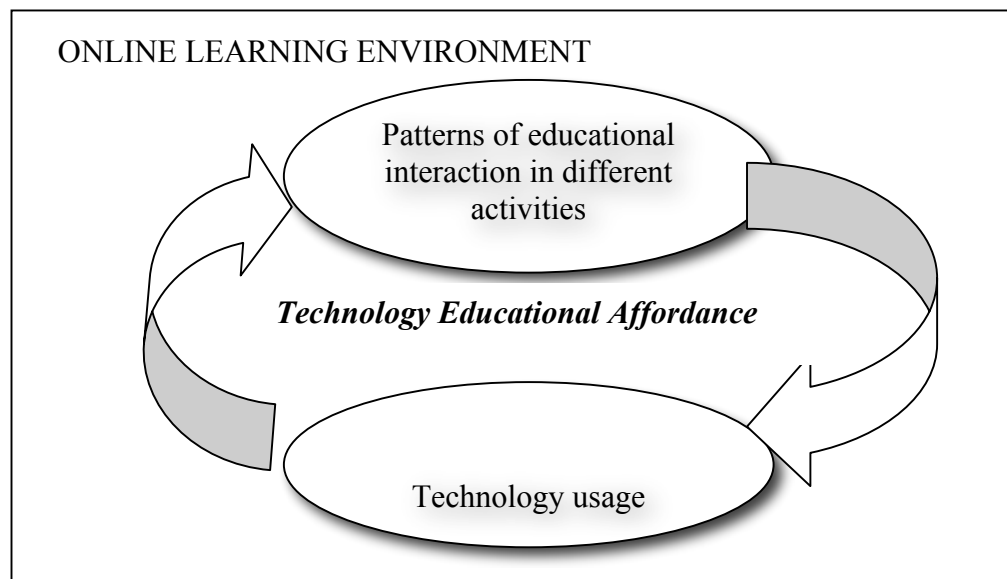 ONLINE LEARNING ENVIRONMENT
Patterns of educational
interaction in different
activities
Technology Educational Affordance
Technology usage